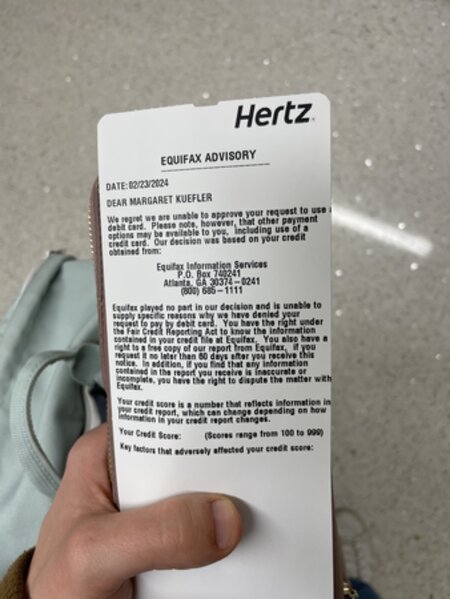 Hertz
EQUIFAX ADVISORY
DATE:02/23/2024
DEAR MARGARET KUEFLER
We regret we are unable to approve your request to use a
debit card. Please note, however, that other payment
options may be available to you, including use of a
credit card. Our decision was based on your credit
obtained from:
Equifax Information Services
P.O. Box 740241
Atlanta, GA 30374-0241
(800) 685-1111
Equifax played no part in our decision and is unable to
supply specific reasons why we have denied your
request to pay by debit card. You have the right under
the Fair Credit Reporting Act to know the information
contained in your credit file at Equifax. You also have a
right to a free copy of our report from Equifax, if you
request it no later than 60 days after you receive this
notice. In addition, if you find that any information
contained in the report you receive is inaccurate or
incomplete, you have the right to dispute the matter with
Equifax.
Your credit score is a number that reflects information in
your credit report, which can change depending on how
information in your credit report changes.
Your Credit Score: (Scores range from 100 to 999)
Key factors that adversely affected your credit score: